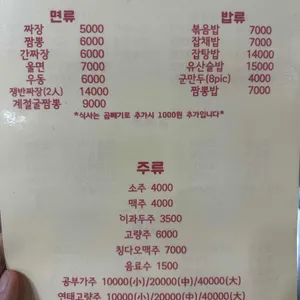 면류
짜장 5000
짬뽕 6000
간짜장 6000
울면 7000
우동 6000
쟁반짜장(2人) 14000
계절굴짬뽕 9000
밥류
볶음밥 7000
잡채밥 7000
잡탕밥 14000
유산슬밥 15000
군만두(8pic) 4000
짬뽕밥 7000
*식사는 곱빼기로 추가시 1000원 추가입니다*
주류
소주 4000
맥주 4000
이과두주 3500
고량주 6000
칭다오맥주 7000
음료수 1500
공부가주 10000(小)/20000(中)/40000(大)
연태고량주 10000(小)/20000(中)/40000(大)